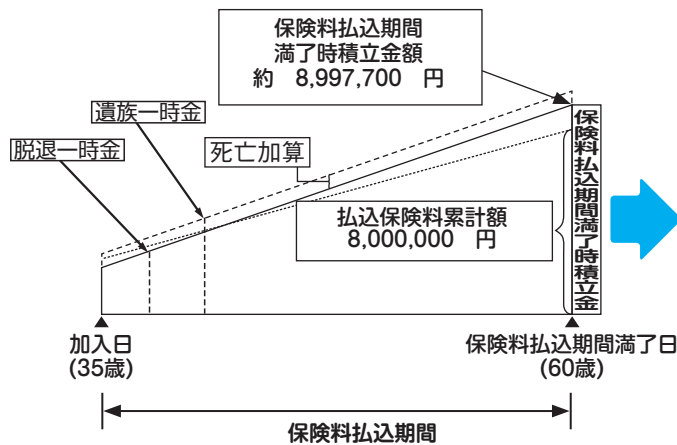 保険料払込期間
満了時積立金額
約 8,997,700 円
遺族一時金
脱退一時金
死亡加算
払込保険料累計額
8,000,000 円
保険料払込期間満了時積立金
加入日
(35歳)
保険料払込期間満了日
(60歳)
保険料払込期間